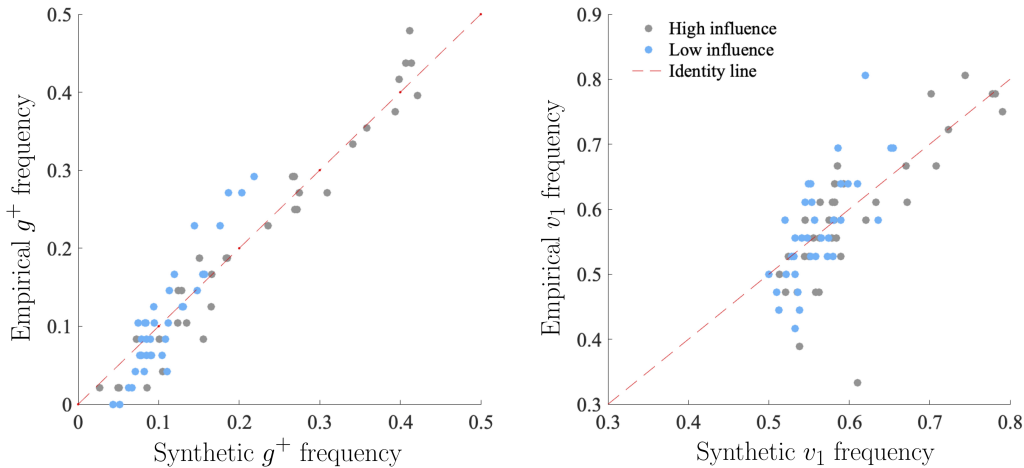 0.5
0.4
0.3
0.2
0.1
0
0 0.1 0.2 0.3 0.4 0.5
Empirical g⁺ frequency
Synthetic g⁺ frequency
0.9
0.8
0.7
0.6
0.5
0.4
0.3
0.3 0.4 0.5 0.6 0.7 0.8
Empirical v₁ frequency
Synthetic v₁ frequency
High influence
Low influence
Identity line